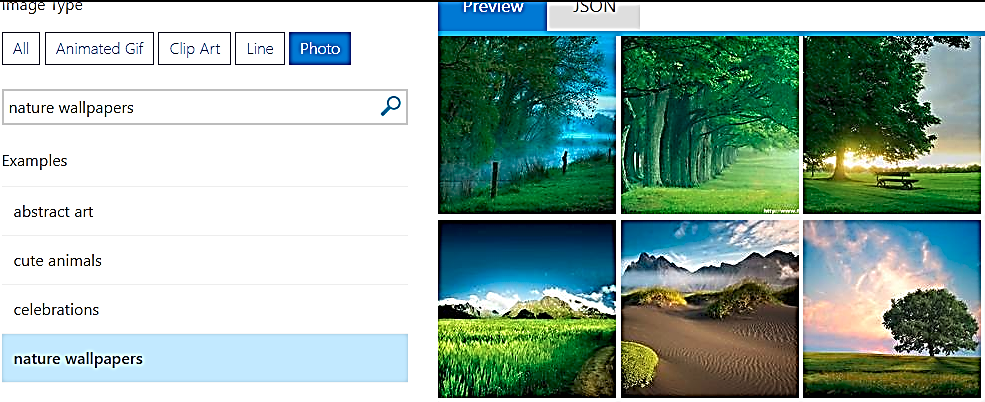 Image Type
All
Animated Gif
Clip Art
Line
Photo
nature wallpapers
Examples
abstract art
cute animals
celebrations
nature wallpapers
Preview
JSON